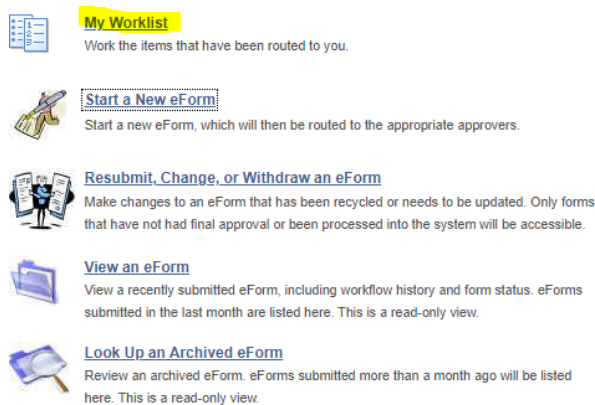 My Worklist
Work the items that have been routed to you.
Start a New eForm
Start a new eForm, which will then be routed to the appropriate approvers.
Resubmit, Change, or Withdraw an eForm
Make changes to an eForm that has been recycled or needs to be updated. Only forms
that have not had final approval or been processed into the system will be accessible.
View an eForm
View a recently submitted eForm, including workflow history and form status. eForms
submitted in the last month are listed here. This is a read-only view.
Look Up an Archived eForm
Review an archived eForm. eForms submitted more than a month ago will be listed
here. This is a read-only view.